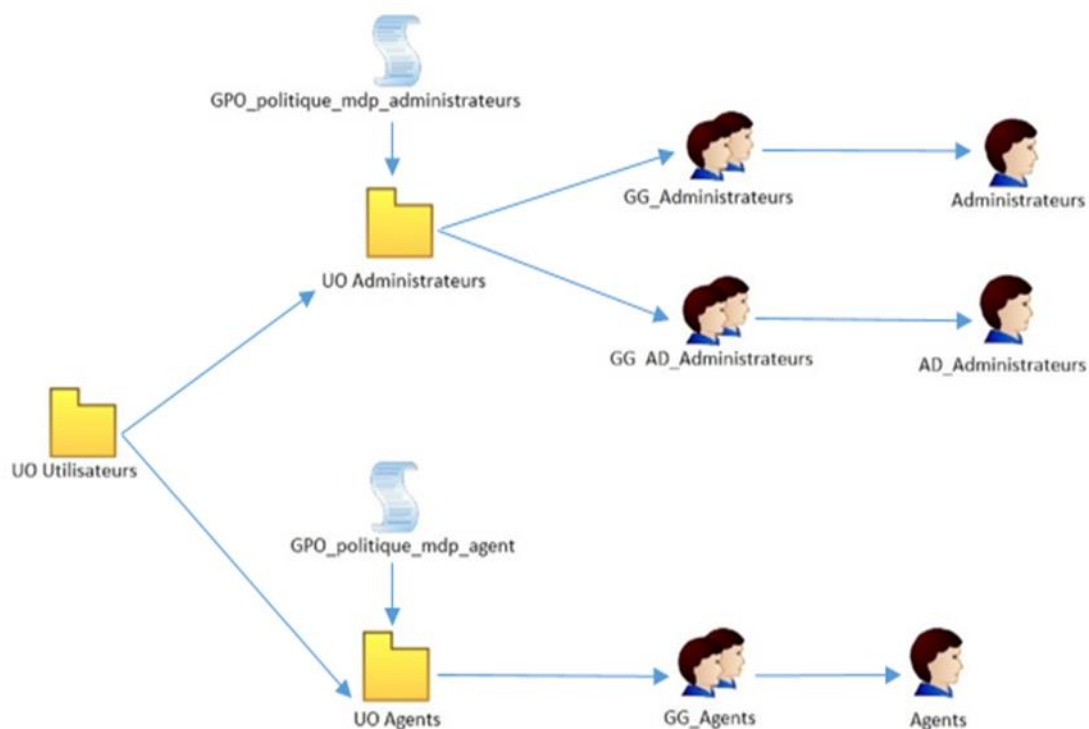 GPO_politique_mdp_administrateurs
GG_Administrateurs
Administrateurs
UO Administrateurs
GG AD_Administrateurs
AD_Administrateurs
UO Utilisateurs
GPO_politique_mdp_agent
UO Agents
GG_Agents
Agents